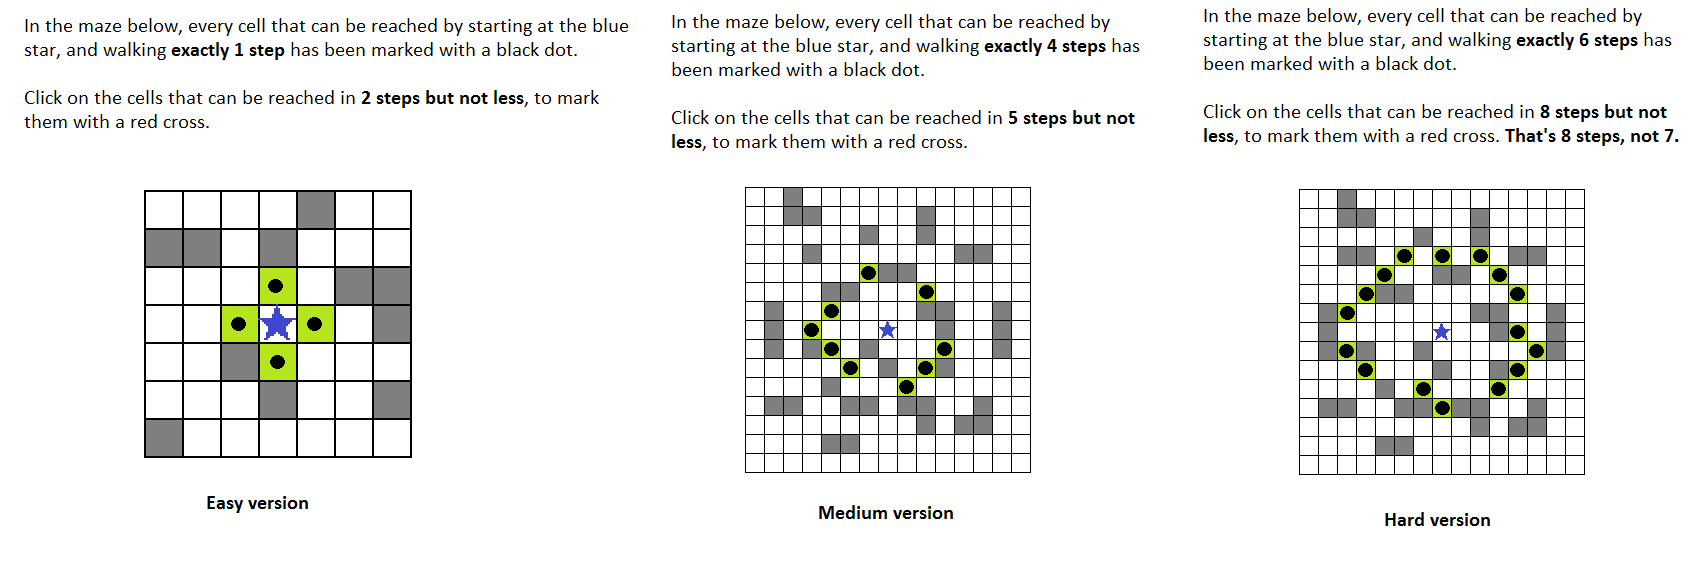 In the maze below, every cell that can be reached by starting at the blue
star, and walking exactly 1 step has been marked with a black dot.
Click on the cells that can be reached in 2 steps but not less, to mark
them with a red cross.
Easy version
In the maze below, every cell that can be reached by
starting at the blue star, and walking exactly 4 steps has
been marked with a black dot.
Click on the cells that can be reached in 5 steps but not
less, to mark them with a red cross.
Medium version
In the maze below, every cell that can be reached by
starting at the blue star, and walking exactly 6 steps has
been marked with a black dot.
Click on the cells that can be reached in 8 steps but not
less, to mark them with a red cross. That's 8 steps, not 7.
Hard version